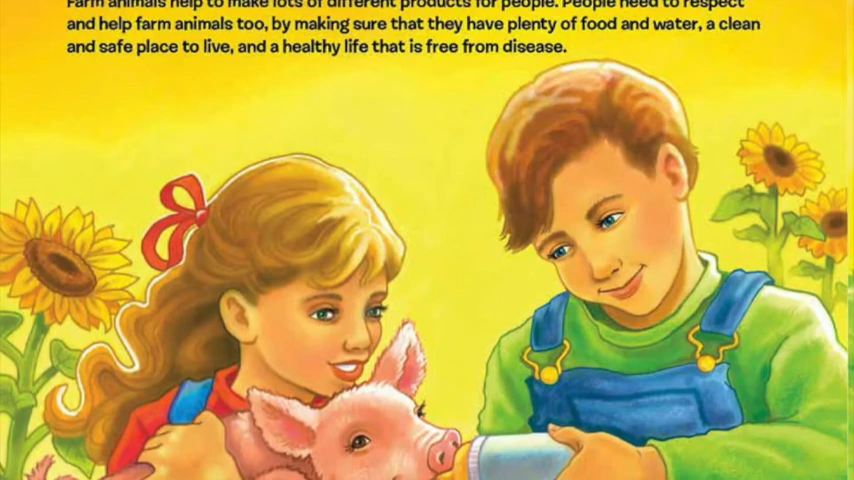 Farm animals help to make lots of different products for people. People need to respect
and help farm animals too, by making sure that they have plenty of food and water, a clean
and safe place to live, and a healthy life that is free from disease.